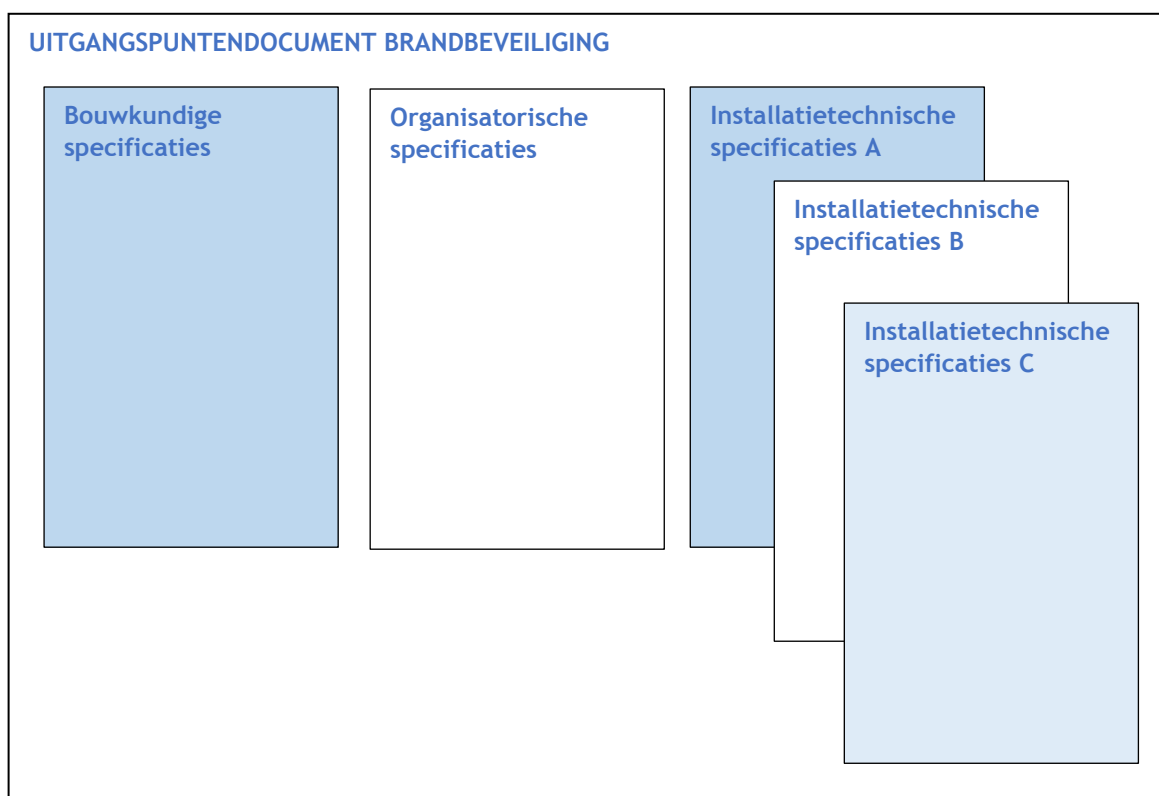 UITGANGSPUNTENDOCUMENT BRANDBEVEILIGING
Bouwkundige
specificaties
Organisatorische
specificaties
Installatietechnische
specificaties A
Installatietechnische
specificaties B
Installatietechnische
specificaties C